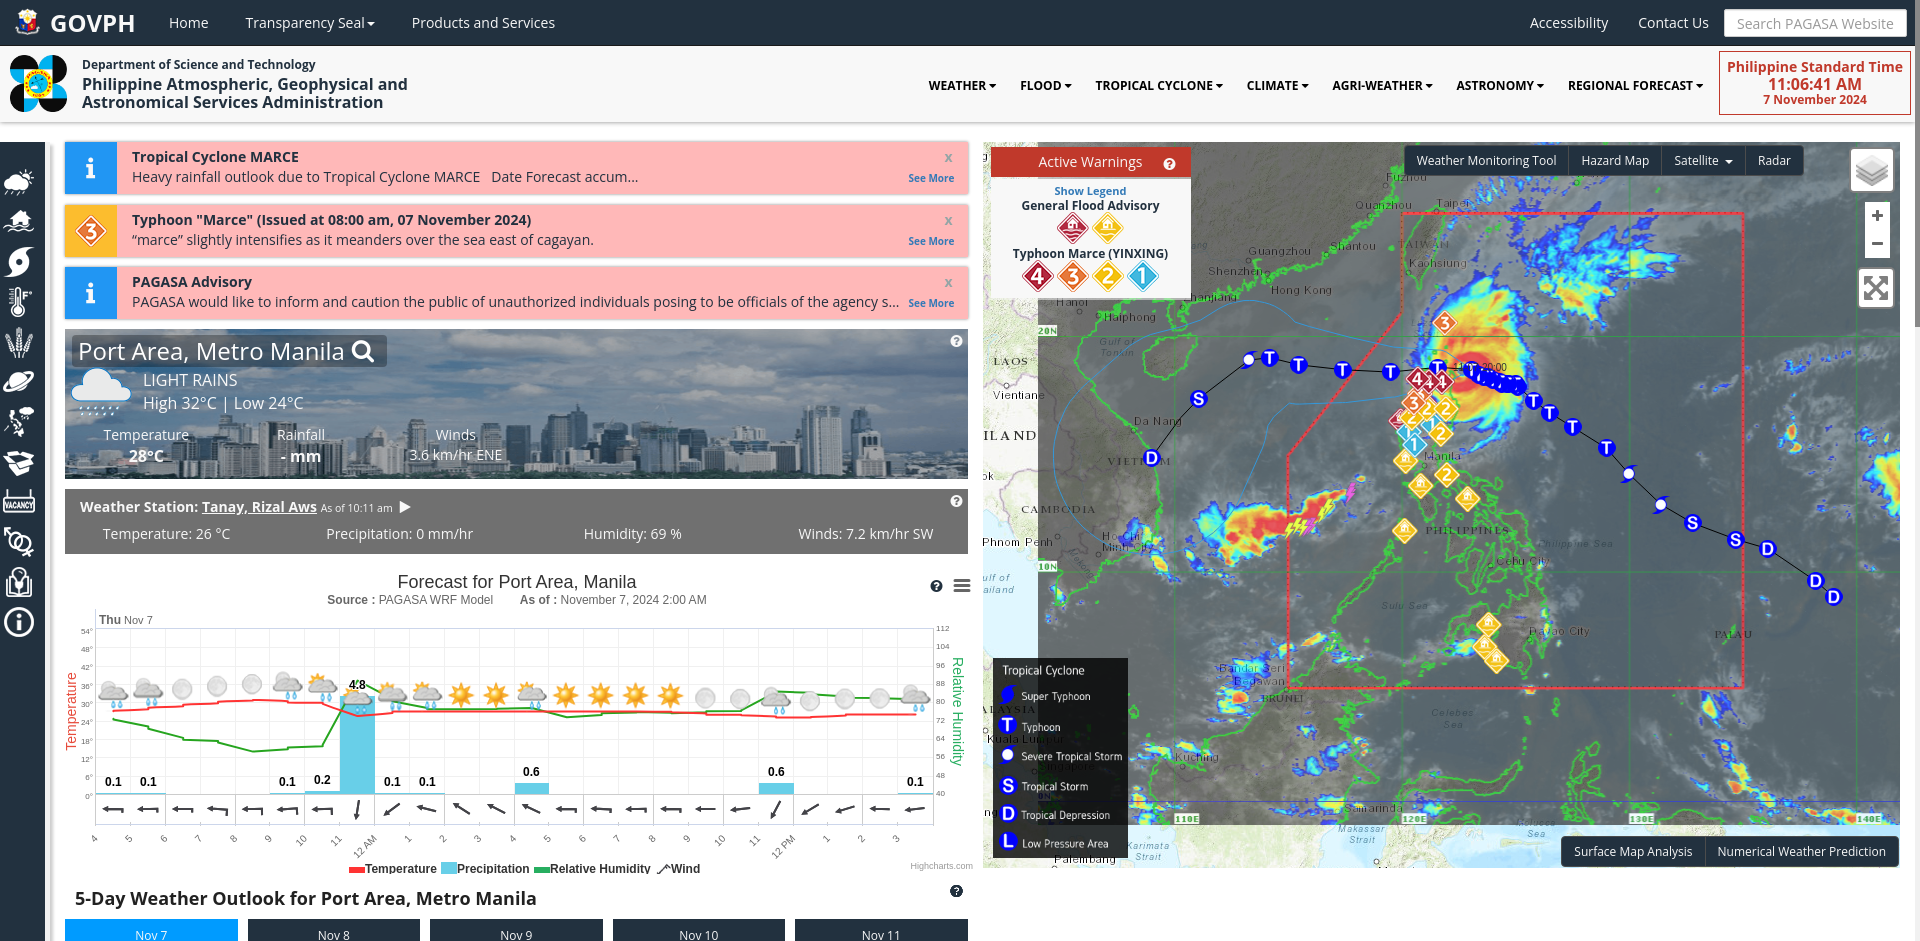 GOVPH
Home
Transparency Seal
Products and Services
Accessibility
Contact Us
Search PAGASA Website
Department of Science and Technology
Philippine Atmospheric, Geophysical and
Astronomical Services Administration
WEATHER
FLOOD
TROPICAL CYCLONE
CLIMATE
AGRI-WEATHER
ASTRONOMY
REGIONAL FORECAST
Philippine Standard Time
11:06:41 AM
7 November 2024
Tropical Cyclone MARCE
x
Heavy rainfall outlook due to Tropical Cyclone MARCE Date Forecast accum...
See More
3
Typhoon "Marce" (Issued at 08:00 am, 07 November 2024)
x
“marce” slightly intensifies as it meanders over the sea east of cagayan.
See More
PAGASA Advisory
x
PAGASA would like to inform and caution the public of unauthorized individuals posing to be officials of the agency s...
See More
VACANCY
Port Area, Metro Manila
LIGHT RAINS
High 32°C | Low 24°C
Temperature
28°C
Rainfall
- mm
Winds
3.6 km/hr ENE
Weather Station: Tanay, Rizal Aws As of 10:11 am
Temperature: 26 °C
Precipitation: 0 mm/hr
Humidity: 69 %
Winds: 7.2 km/hr SW
Forecast for Port Area, Manila
Source : PAGASA WRF Model As of : November 7, 2024 2:00 AM
Thu Nov 7
54°
48°
42°
36°
30°
24°
18°
12°
6°
0°
Temperature
112
104
96
88
80
72
64
56
48
40
Relative Humidity
0.1
0.1
0.1
0.2
4.8
0.1
0.1
0.6
0.6
0.1
4 5 6 7 8 9 10 11 12 AM 1 2 3 4 5 6 7 8 9 10 11 12 PM 1 2 3
Temperature Precipitation Relative Humidity Wind
Highcharts.com
5-Day Weather Outlook for Port Area, Metro Manila
Nov 7
Nov 8
Nov 9
Nov 10
Nov 11
Active Warnings
Show Legend
General Flood Advisory
Typhoon Marce (YINXING)
4 3 2 1
Weather Monitoring Tool
Hazard Map
Satellite
Radar
+
−
Fuzhou
Quanzhou
Taipei
TAIWAN
Kaohsiung
Guangzhou
Shantou
Shenzhen
Hong Kong
Zhanjiang
Hanoi
Haiphong
20N
Gulf of
Tonkin
LAOS
Vientiane
Da Nang
VIETNAM
CAMBODIA
Phnom Penh
Ho Chi
Minh City
10N
Manila
PHILIPPINES
Philippine Sea
Cebu City
Sulu Sea
Davao City
PALAU
Bandar Seri
Begawan
BRUNEI
Celebes
Sea
Kuching
Samarinda
110E
120E
130E
140E
Makassar
Strait
Karimata
Strait
Palembang
Tropical Cyclone
Super Typhoon
T Typhoon
Severe Tropical Storm
S Tropical Storm
D Tropical Depression
L Low Pressure Area
Surface Map Analysis
Numerical Weather Prediction